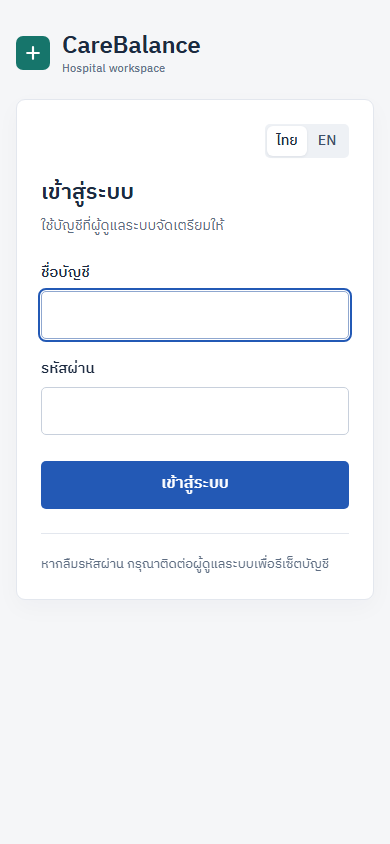 CareBalance
Hospital workspace
ไทย EN
เข้าสู่ระบบ
ใช้บัญชีที่ผู้ดูแลระบบจัดเตรียมให้
ชื่อบัญชี
รหัสผ่าน
เข้าสู่ระบบ
หากลืมรหัสผ่าน กรุณาติดต่อผู้ดูแลระบบเพื่อรีเซ็ตบัญชี